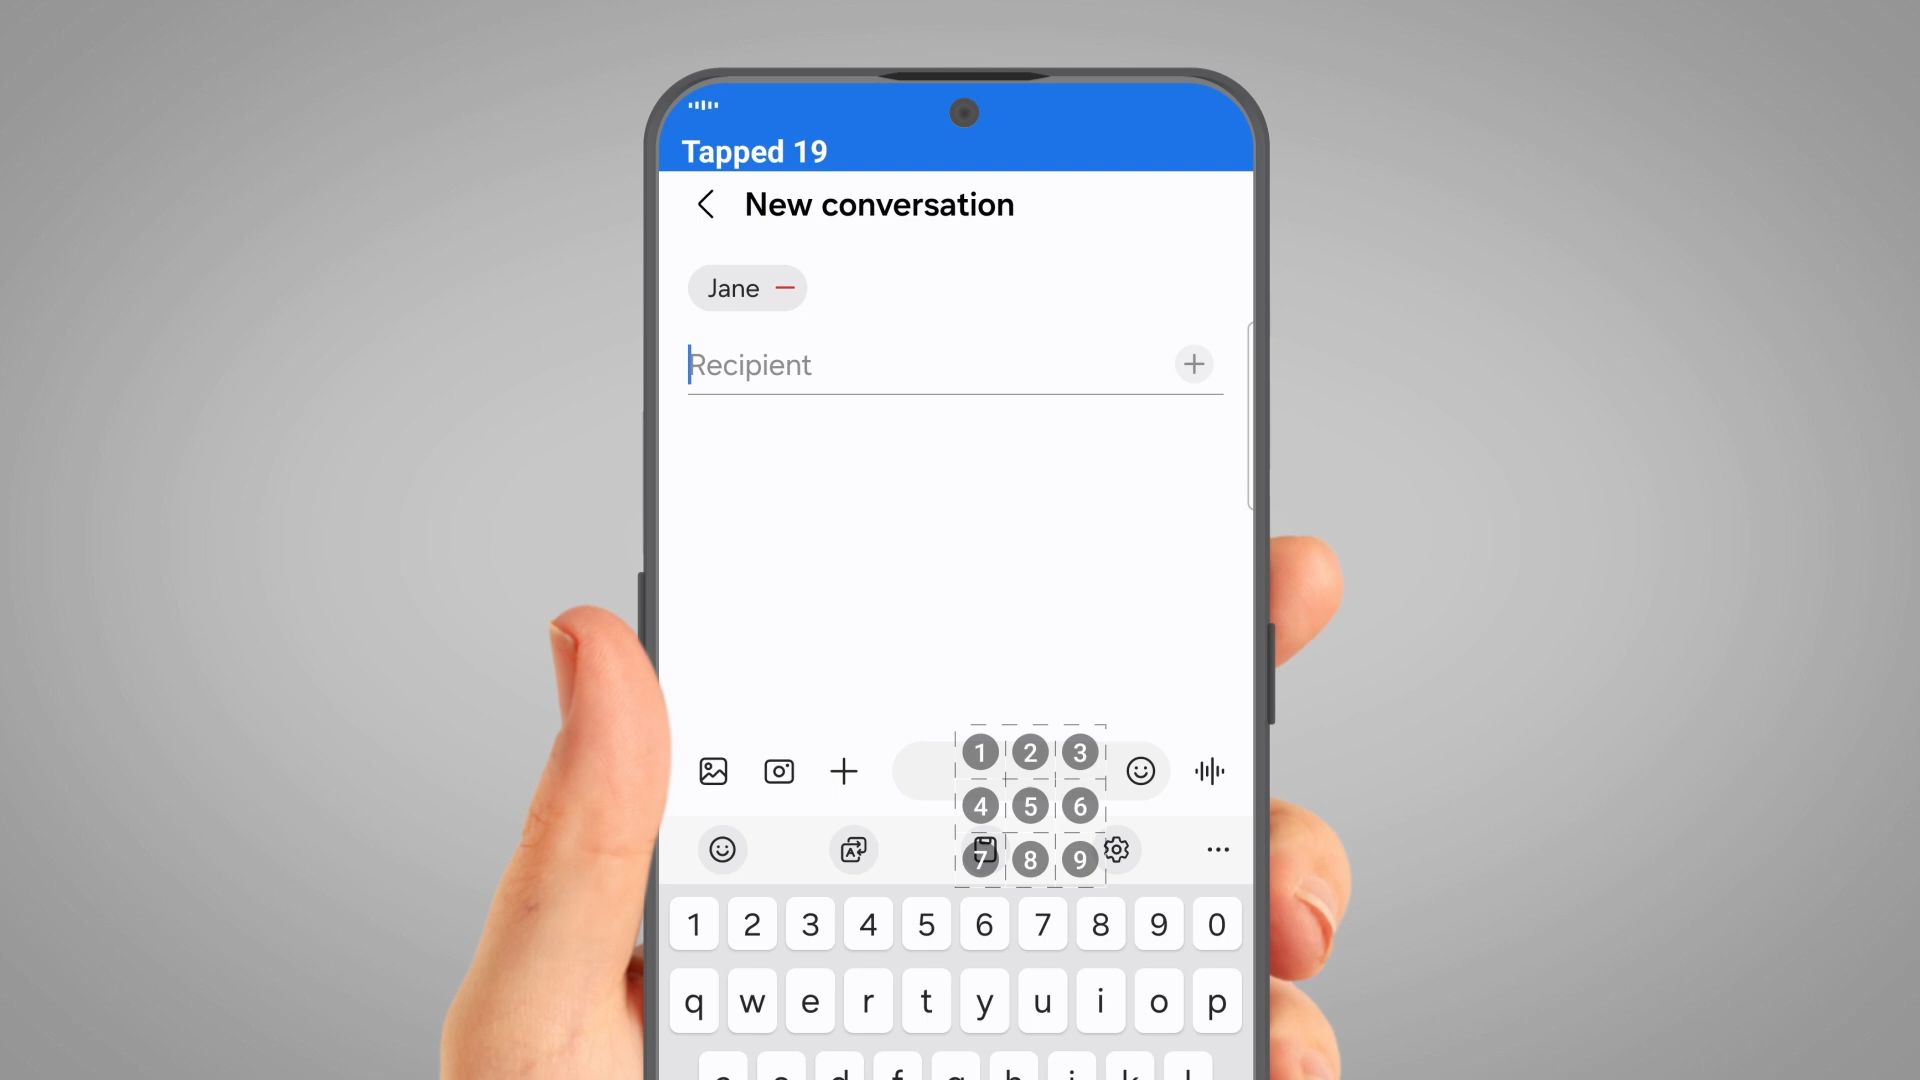 Tapped 19
New conversation
Jane
Recipient
1 2 3
4 5 6
7 8 9
1 2 3 4 5 6 7 8 9 0
q w e r t y u i o p